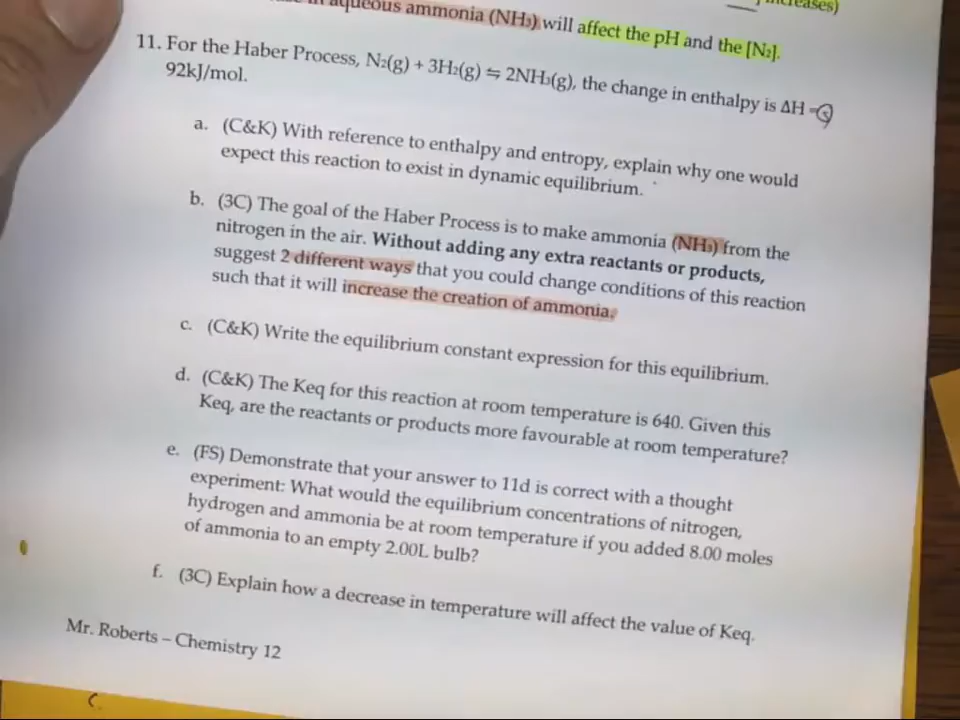 aqueous ammonia (NH₃) will affect the pH and the [N₂].
11. For the Haber Process, N₂(g) + 3H₂(g) ⇋ 2NH₃(g), the change in enthalpy is ΔH =
92kJ/mol.
a. (C&K) With reference to enthalpy and entropy, explain why one would
expect this reaction to exist in dynamic equilibrium.
b. (3C) The goal of the Haber Process is to make ammonia (NH₃) from the
nitrogen in the air. Without adding any extra reactants or products,
suggest 2 different ways that you could change conditions of this reaction
such that it will increase the creation of ammonia.
c. (C&K) Write the equilibrium constant expression for this equilibrium.
d. (C&K) The Keq for this reaction at room temperature is 640. Given this
Keq, are the reactants or products more favourable at room temperature?
e. (FS) Demonstrate that your answer to 11d is correct with a thought
experiment: What would the equilibrium concentrations of nitrogen,
hydrogen and ammonia be at room temperature if you added 8.00 moles
of ammonia to an empty 2.00L bulb?
f. (3C) Explain how a decrease in temperature will affect the value of Keq.
Mr. Roberts – Chemistry 12